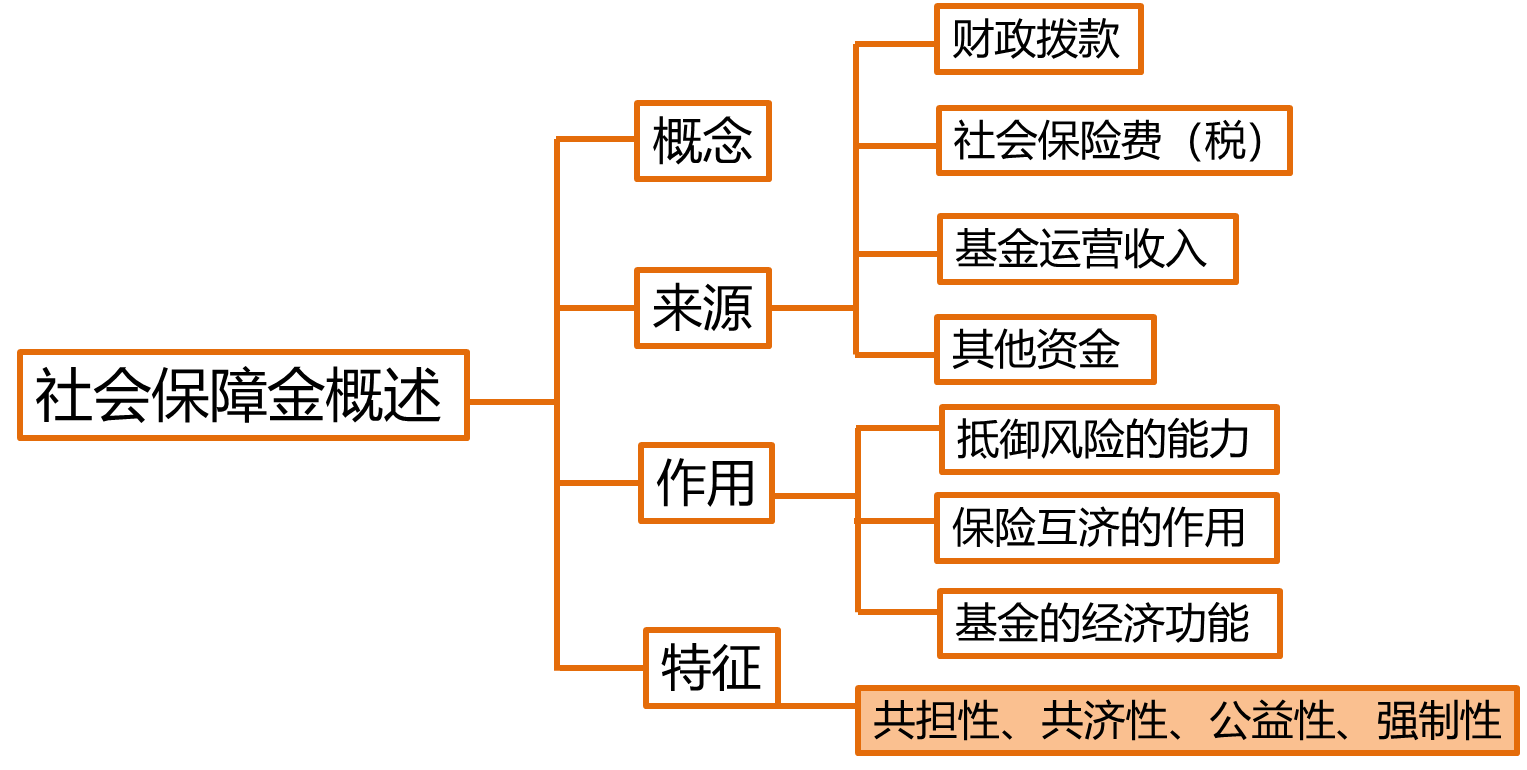 社会保障金概述
概念
来源
财政拨款
社会保险费（税）
基金运营收入
其他资金
作用
抵御风险的能力
保险互济的作用
基金的经济功能
特征
共担性、共济性、公益性、强制性